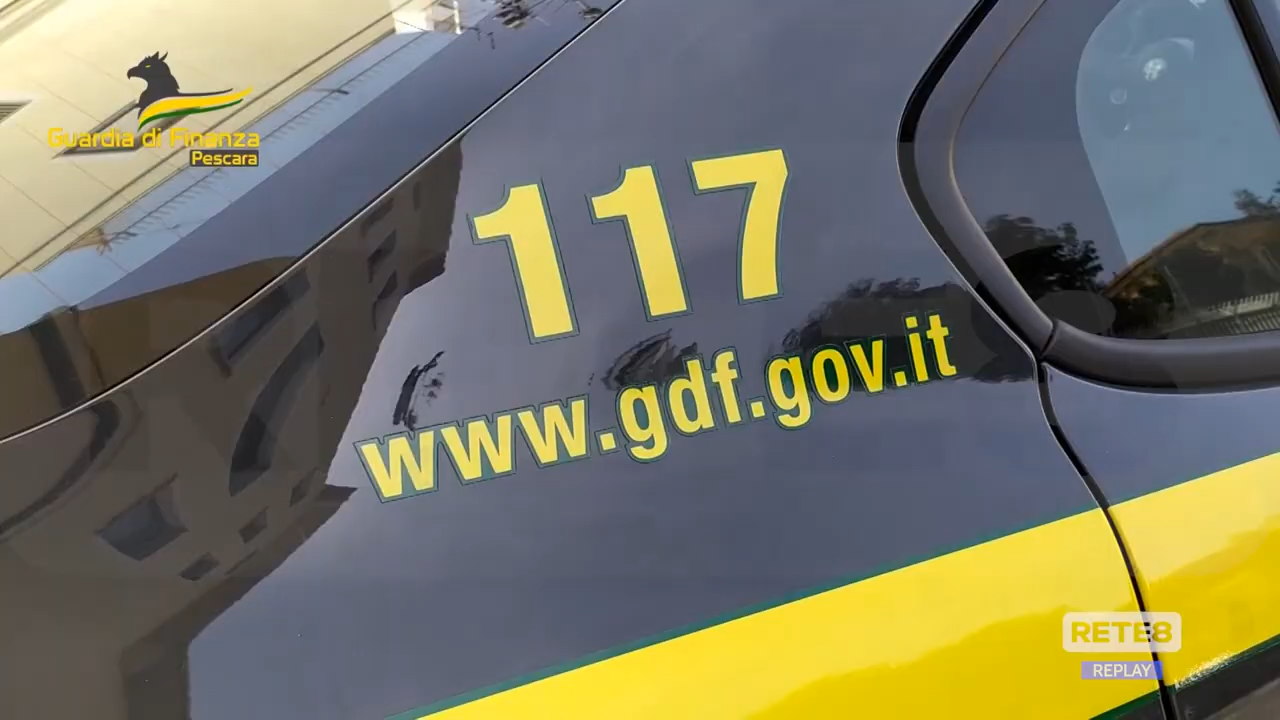 Guardia di Finanza
Pescara
117
www.gdf.gov.it
RETE8
REPLAY